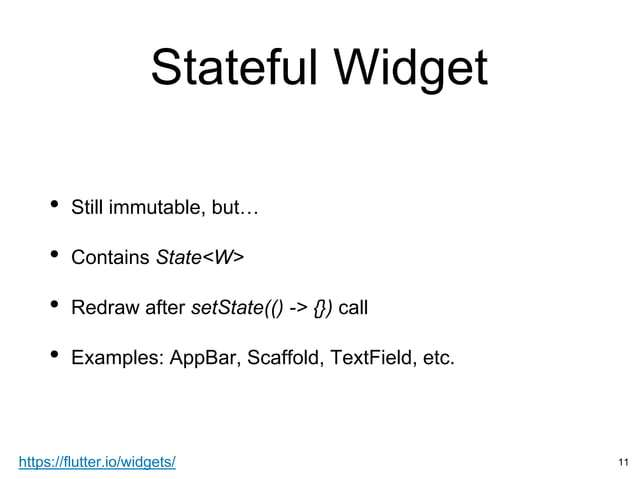 Stateful Widget
• Still immutable, but…
• Contains State<W>
• Redraw after setState(() -> {}) call
• Examples: AppBar, Scaffold, TextField, etc.
https://flutter.io/widgets/
11